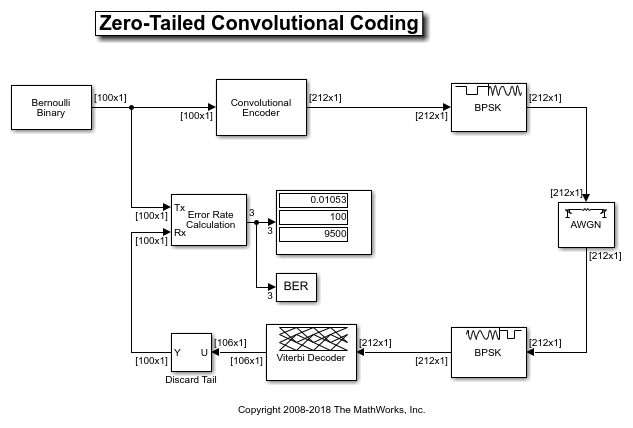 Zero-Tailed Convolutional Coding
Bernoulli
Binary
[100x1]
[100x1]
Convolutional
Encoder
[212x1]
[212x1]
BPSK
[212x1]
[212x1]
AWGN
[212x1]
Tx
Rx
[100x1]
[100x1]
Error Rate
Calculation
3
3
0.01053
100
9500
3
BER
[212x1]
BPSK
[212x1]
[212x1]
Viterbi Decoder
[106x1]
[106x1]
Y U
[100x1]
Discard Tail
Copyright 2008-2018 The MathWorks, Inc.